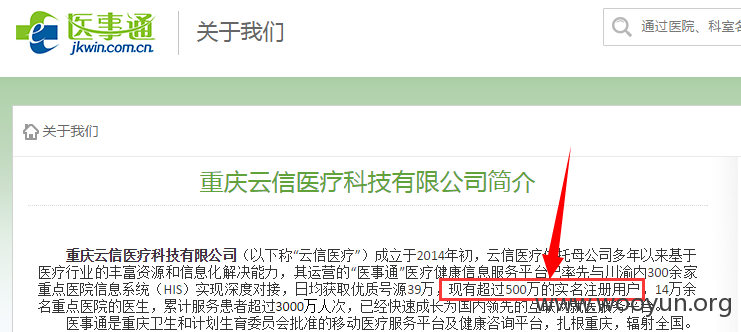 医事通
jkwin.com.cn
关于我们
通过医院、科室名
关于我们
重庆云信医疗科技有限公司简介
重庆云信医疗科技有限公司（以下称“云信医疗”）成立于2014年初，云信医疗依托母公司多年以来基于
医疗行业的丰富资源和信息化解决能力，其运营的“医事通”医疗健康信息服务平台，率先与川渝内300余家
重点医院信息系统（HIS）实现深度对接，日均获取优质号源39万，现有超过500万的实名注册用户，14万余
名重点医院的医生，累计服务患者超过3000万人次，已经快速成长为国内领先的互联网医疗服务
医事通是重庆卫生和计划生育委员会批准的移动医疗服务平台及健康咨询平台，扎根重庆，辐射全国。
www.wooyun.org